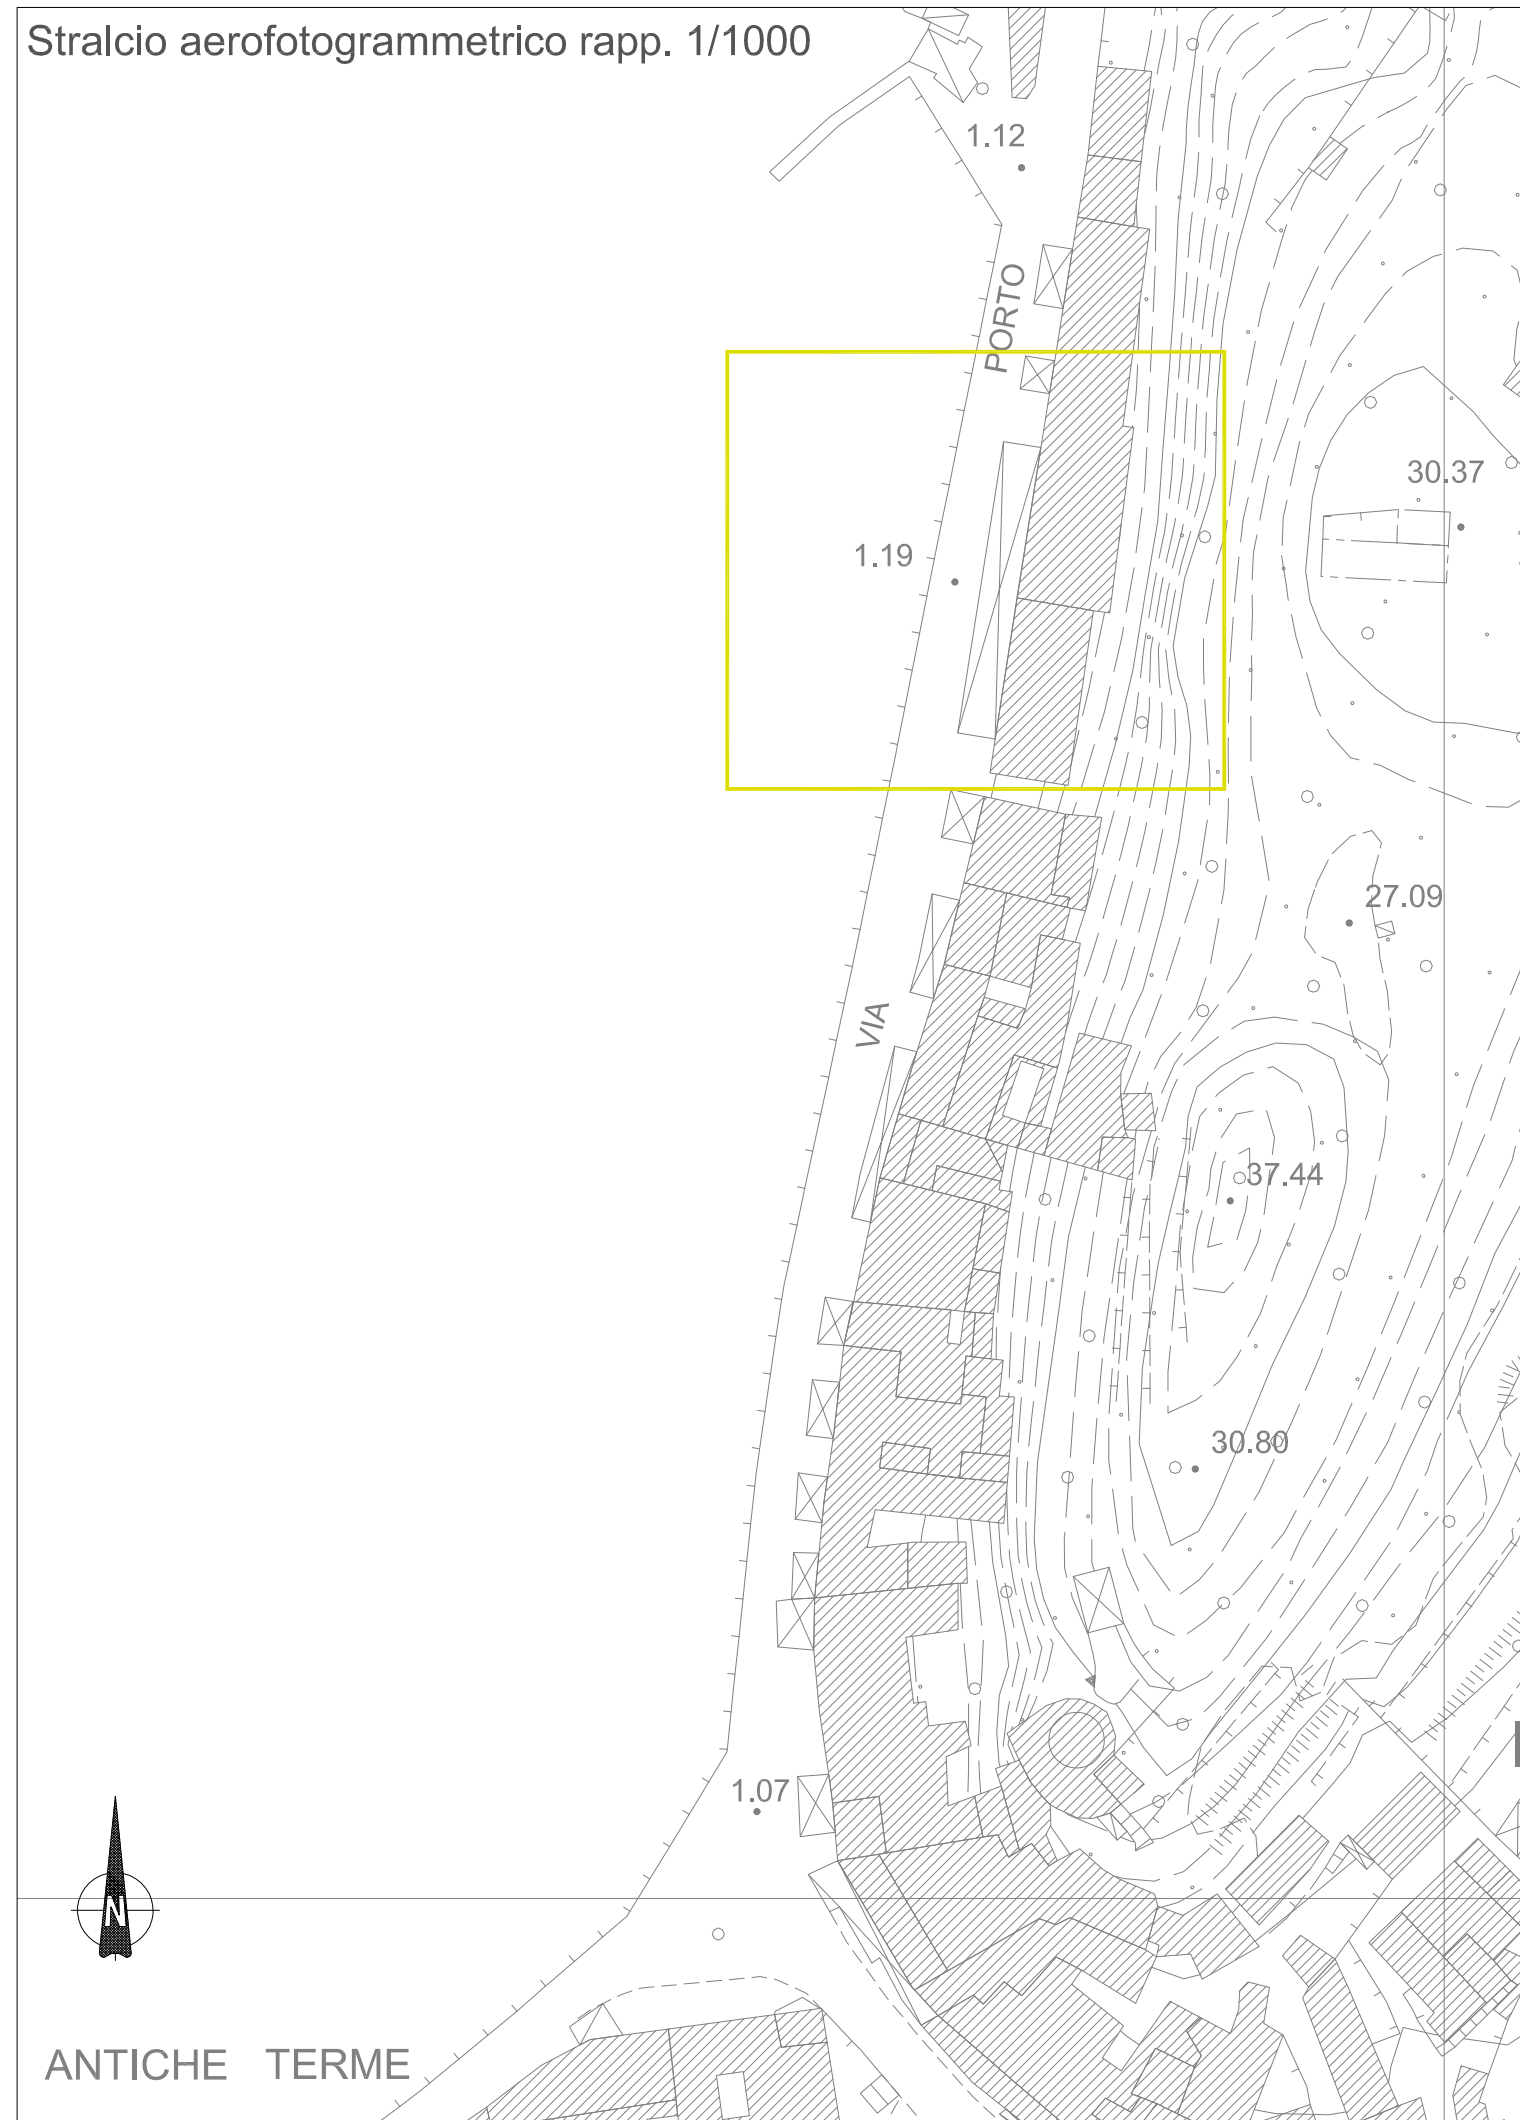 Stralcio aerofotogrammetrico rapp. 1/1000
1.12
PORTO
30.37
1.19
27.09
VIA
37.44
30.80
1.07
N
ANTICHE TERME